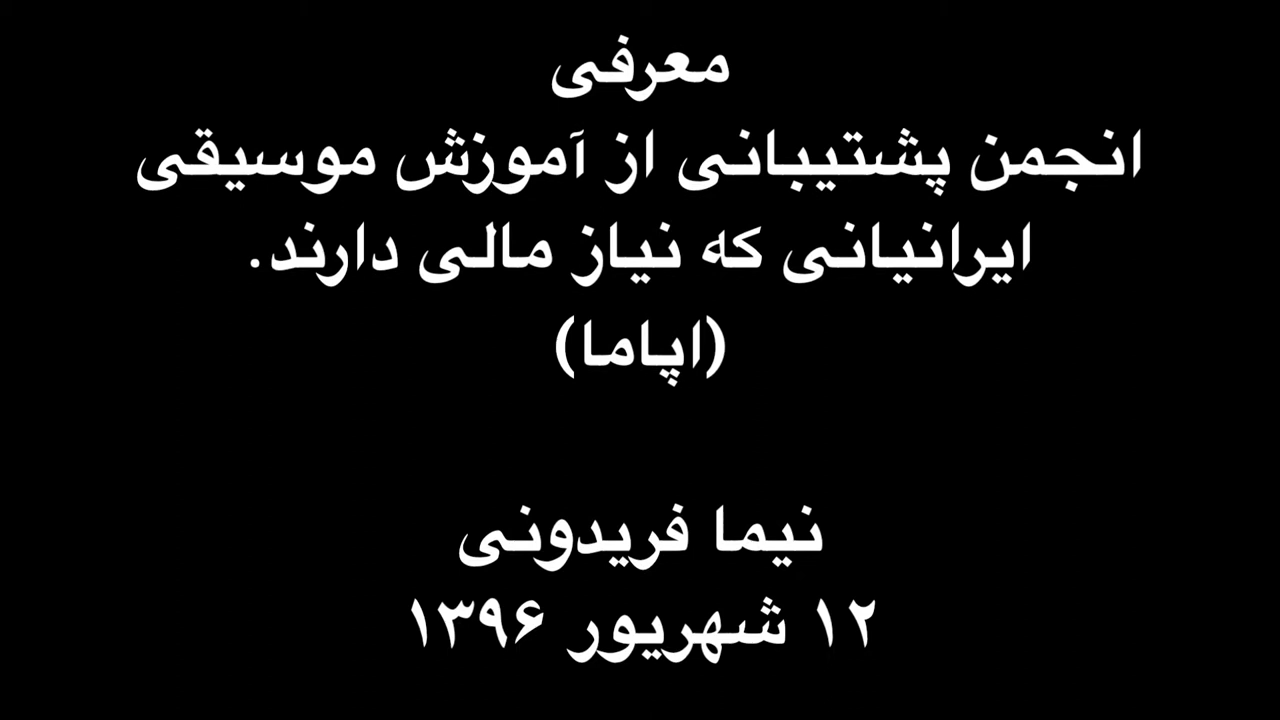 معرفی
انجمن پشتیبانی از آموزش موسیقی
ایرانیانی که نیاز مالی دارند.
(اپاما)
نیما فریدونی
۱۲ شهریور ۱۳۹۶